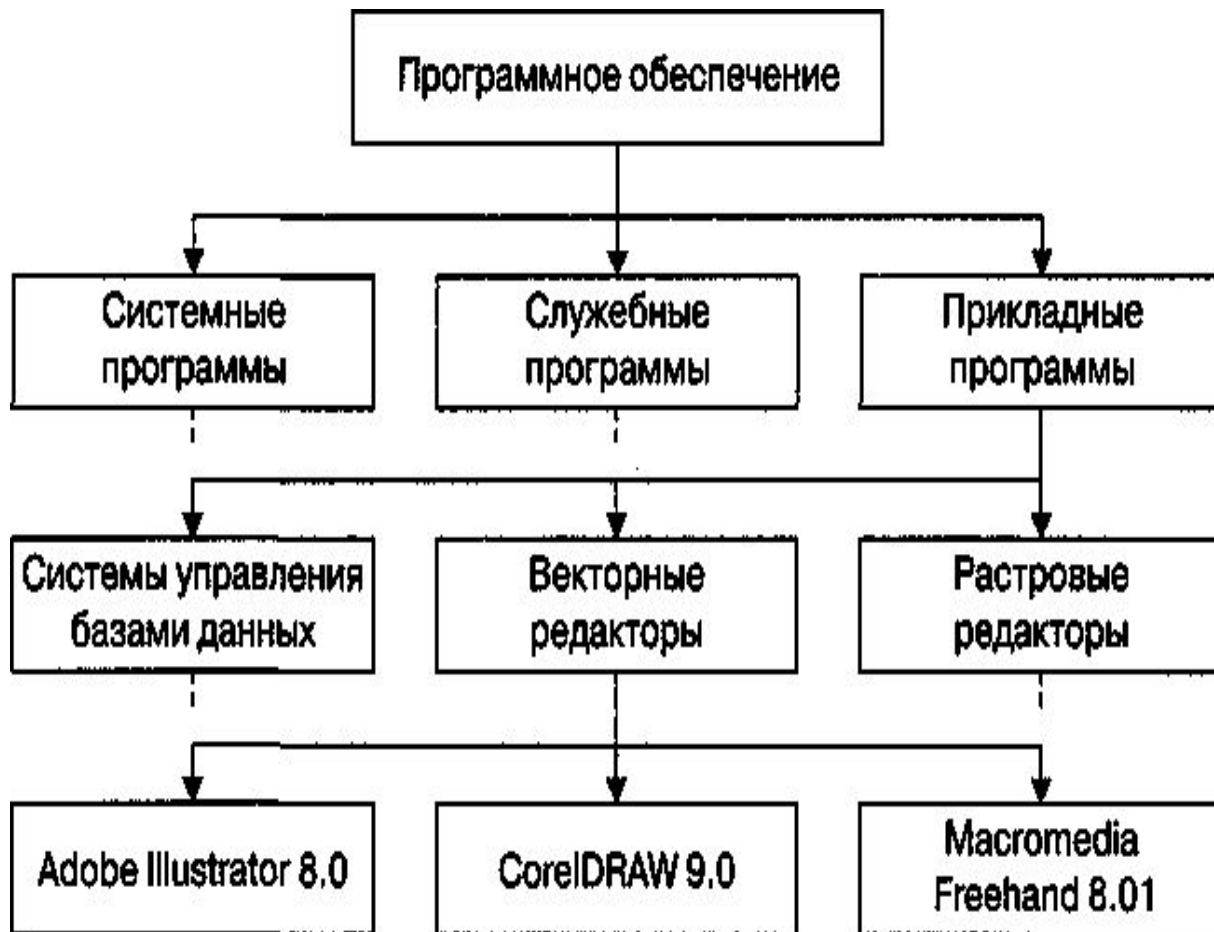 Программное обеспечение
Системные
программы
Служебные
программы
Прикладные
программы
Системы управления
базами данных
Векторные
редакторы
Растровые
редакторы
Adobe Illustrator 8.0
CorelDRAW 9.0
Macromedia
Freehand 8.01